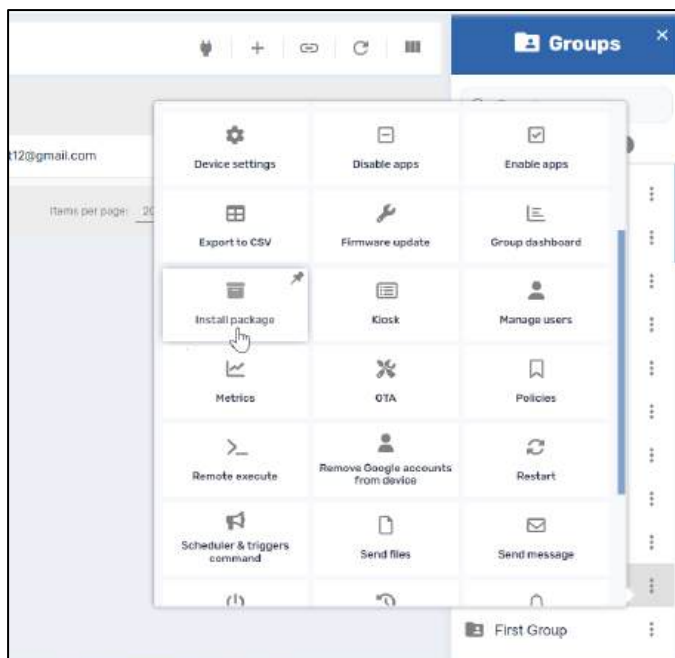 Groups
t12@gmail.com
Items per page: 20
Device settings
Disable apps
Enable apps
Export to CSV
Firmware update
Group dashboard
Install package
Kiosk
Manage users
Metrics
OTA
Policies
Remote execute
Remove Google accounts
from device
Restart
Scheduler & triggers
command
Send files
Send message
First Group